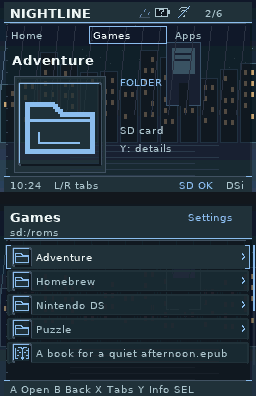 NIGHTLINE 2/6
Home Games Apps
Adventure
FOLDER
SD card
Y: details
10:24 L/R tabs SD OK DSi
Games Settings
sd:/roms
Adventure
Homebrew
Nintendo DS
Puzzle
A book for a quiet afternoon.epub
A Open B Back X Tabs Y Info SEL